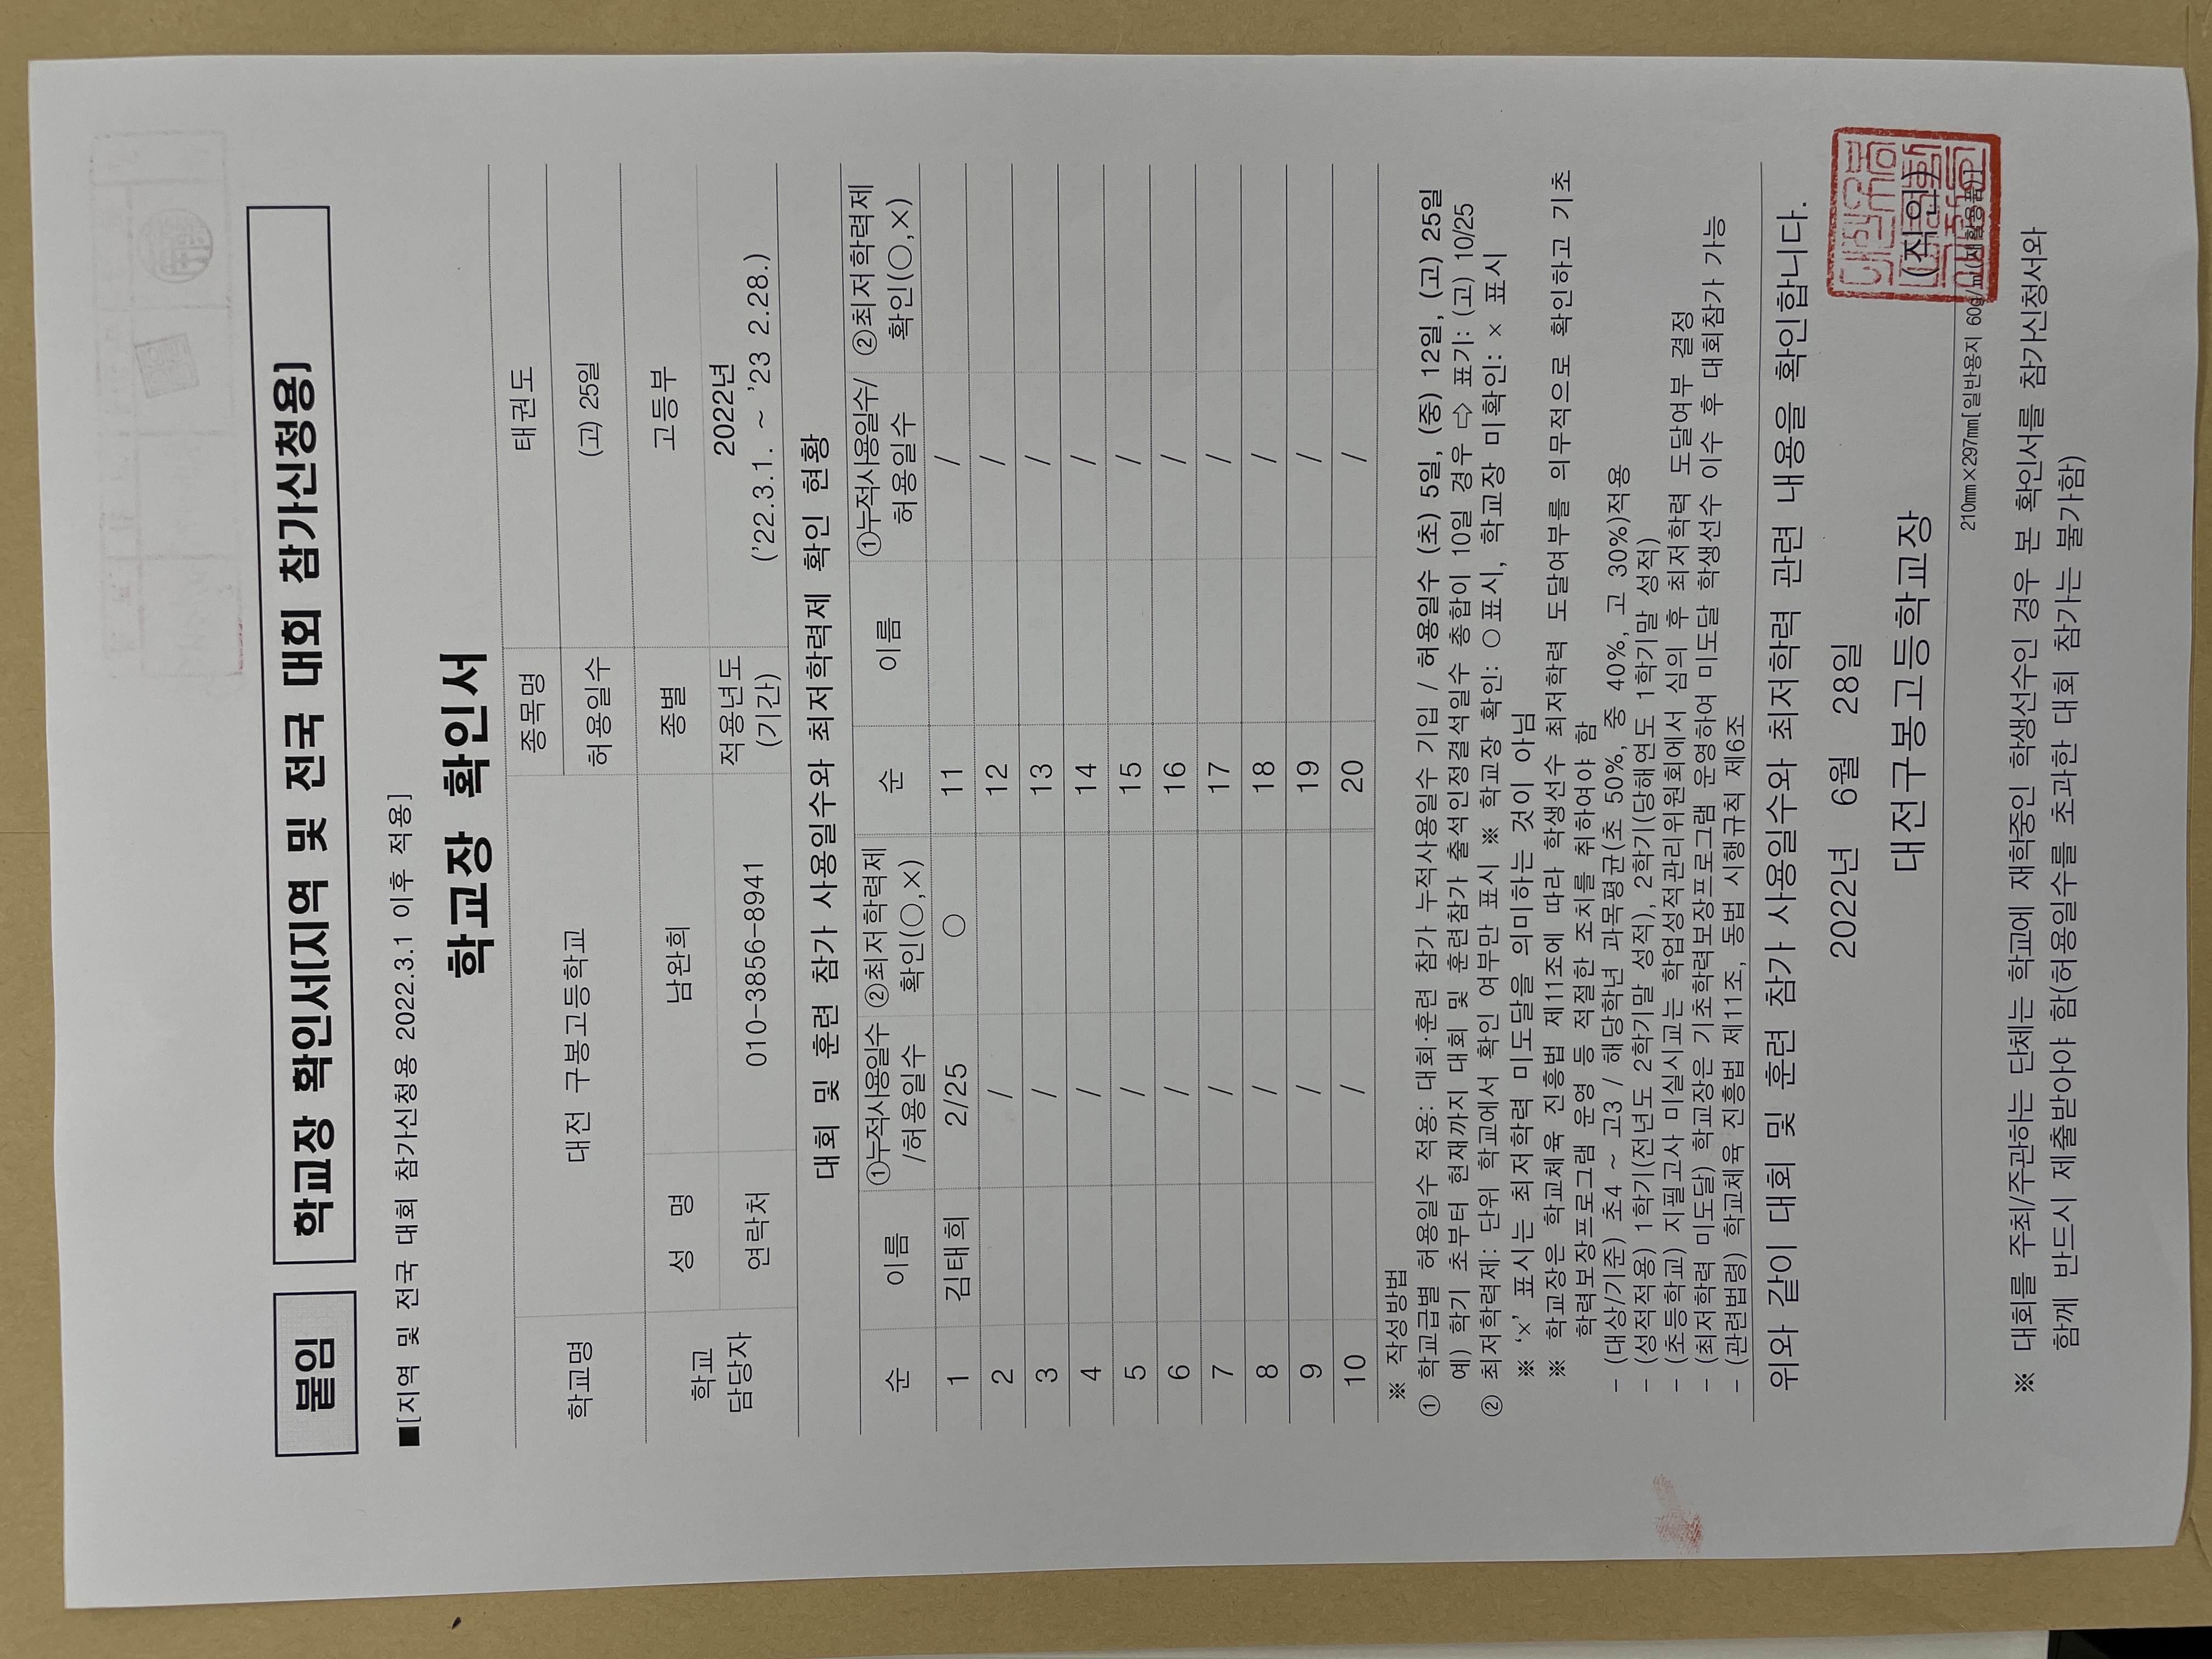 붙임
학교장 확인서(지역 및 전국 대회 참가신청용)
■[지역 및 전국 대회 참가신청용 2022.3.1 이후 적용]
학교장 확인서
학교명 대전 구봉고등학교 종목명 태권도
허용일수 (고) 25일
학교 담당자 성 명 남완희 종별 고등부
연락처 010-3856-8941 적용년도 (기간) 2022년
('22.3.1. ~ '23 2.28.)
대회 및 훈련 참가 사용일수와 최저학력제 확인 현황
순 이름 ①누적사용일수 /허용일수 ②최저학력제 확인(○,×) 순 이름 ①누적사용일수/ 허용일수 ②최저학력제 확인(○,×)
1 김태희 2/25 ○ 11 /
2 / 12 /
3 / 13 /
4 / 14 /
5 / 15 /
6 / 16 /
7 / 17 /
8 / 18 /
9 / 19 /
10 / 20 /
※ 작성방법
① 학교급별 허용일수 적용: 대회·훈련 참가 누적사용일수 기입 / 허용일수 (초) 5일, (중) 12일, (고) 25일
예) 학기 초부터 현재까지 대회 및 훈련참가 출석인정결석일수 총합이 10일 경우 ⇨ 표기: (고) 10/25
② 최저학력제: 단위 학교에서 확인 여부만 표시 ※ 학교장 확인: ○표시, 학교장 미확인: × 표시
※ '×' 표시는 최저학력 미도달을 의미하는 것이 아님
※ 학교장은 학교체육 진흥법 제11조에 따라 학생선수 최저학력 도달여부를 의무적으로 확인하고 기초
학력보장프로그램 운영 등 적절한 조치를 취하여야 함
- (대상/기준) 초4 ~ 고3 / 해당학년 과목평균(초 50%, 중 40%, 고 30%)적용
- (성적적용) 1학기(전년도 2학기말 성적), 2학기(당해연도 1학기말 성적)
- (초등학교) 지필고사 미실시교는 학업성적관리위원회에서 심의 후 최저학력 도달여부 결정
- (최저학력 미도달) 학교장은 기초학력보장프로그램 운영하여 미도달 학생선수 이수 후 대회참가 가능
- (관련법령) 학교체육 진흥법 제11조, 동법 시행규칙 제6조
위와 같이 대회 및 훈련 참가 사용일수와 최저학력 관련 내용을 확인합니다.
2022년 6월 28일
대전구봉고등학교장 (직인)
210mm×297mm[일반용지 60g/㎡(재활용품)]
※ 대회를 주최/주관하는 단체는 학교에 재학중인 학생선수인 경우 본 확인서를 참가신청서와
함께 반드시 제출받아야 함(허용일수를 초과한 대회 참가는 불가함)